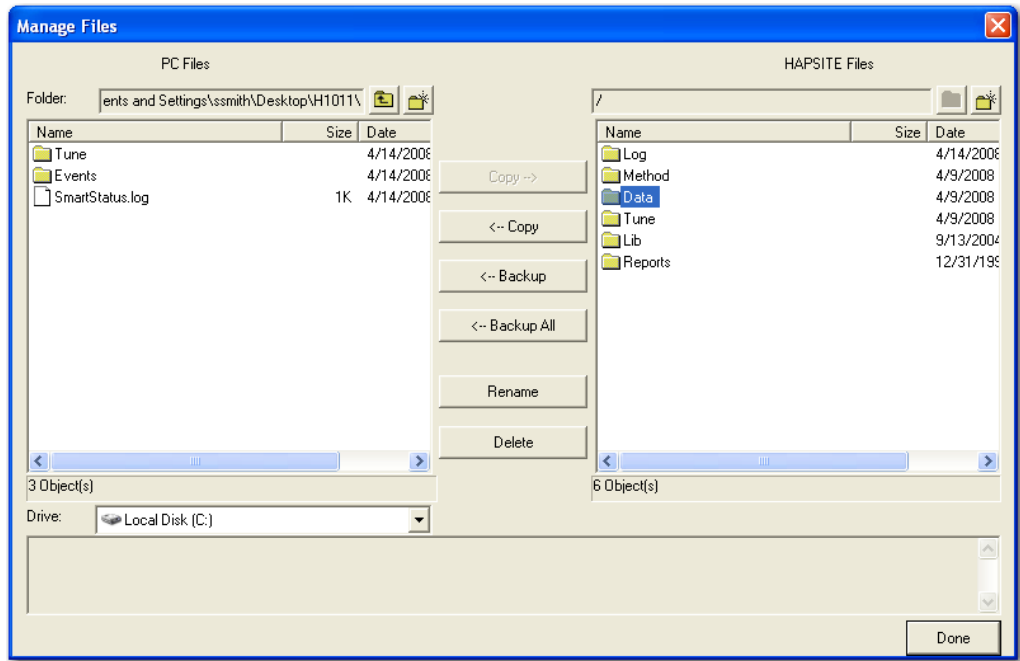 Manage Files
PC Files
HAPSITE Files
Folder:
ents and Settings\ssmith\Desktop\H1011\
/
Name Size Date
Tune 4/14/2008
Events 4/14/2008
SmartStatus.log 1K 4/14/2008
3 Object(s)
Drive:
Local Disk (C:)
Copy -->
<-- Copy
<-- Backup
<-- Backup All
Rename
Delete
Name Size Date
Log 4/14/2008
Method 4/9/2008
Data 4/9/2008
Tune 4/9/2008
Lib 9/13/2004
Reports 12/31/199
6 Object(s)
Done